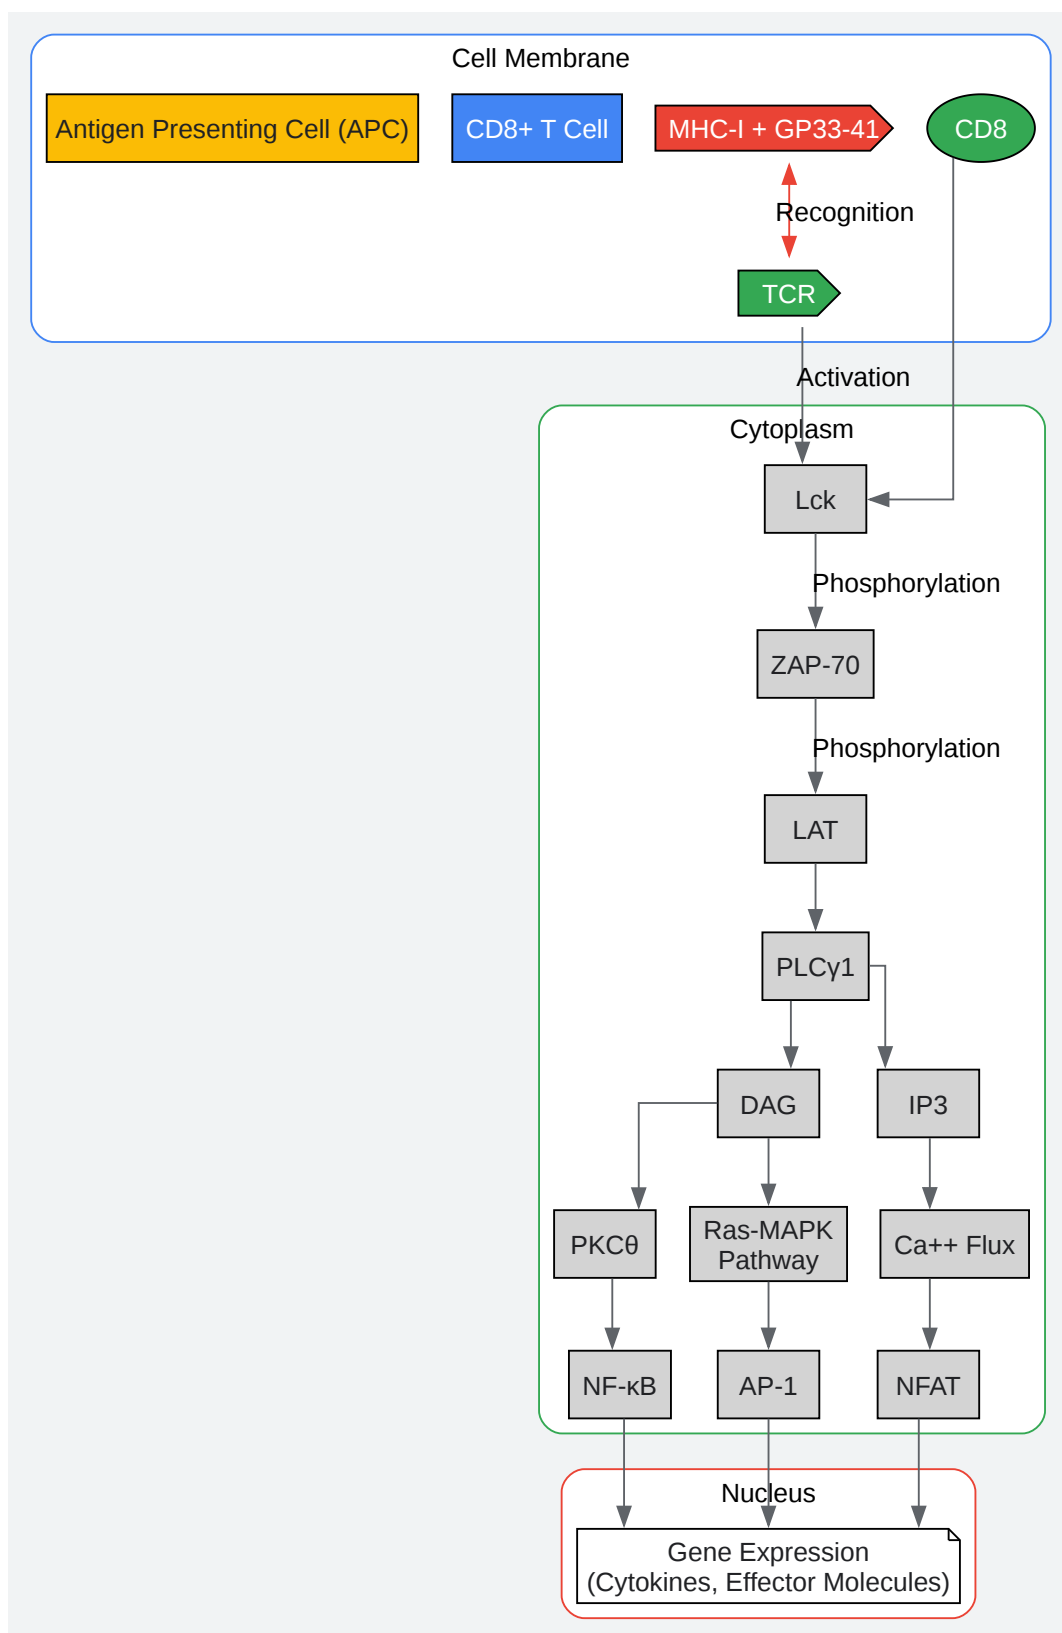 Cell Membrane
Antigen Presenting Cell (APC)
CD8+ T Cell
MHC-I + GP33-41
CD8
Recognition
TCR
Activation
Cytoplasm
Lck
Phosphorylation
ZAP-70
Phosphorylation
LAT
PLCγ1
DAG
IP3
PKCθ
Ras-MAPK
Pathway
Ca++ Flux
NF-κB
AP-1
NFAT
Nucleus
Gene Expression
(Cytokines, Effector Molecules)